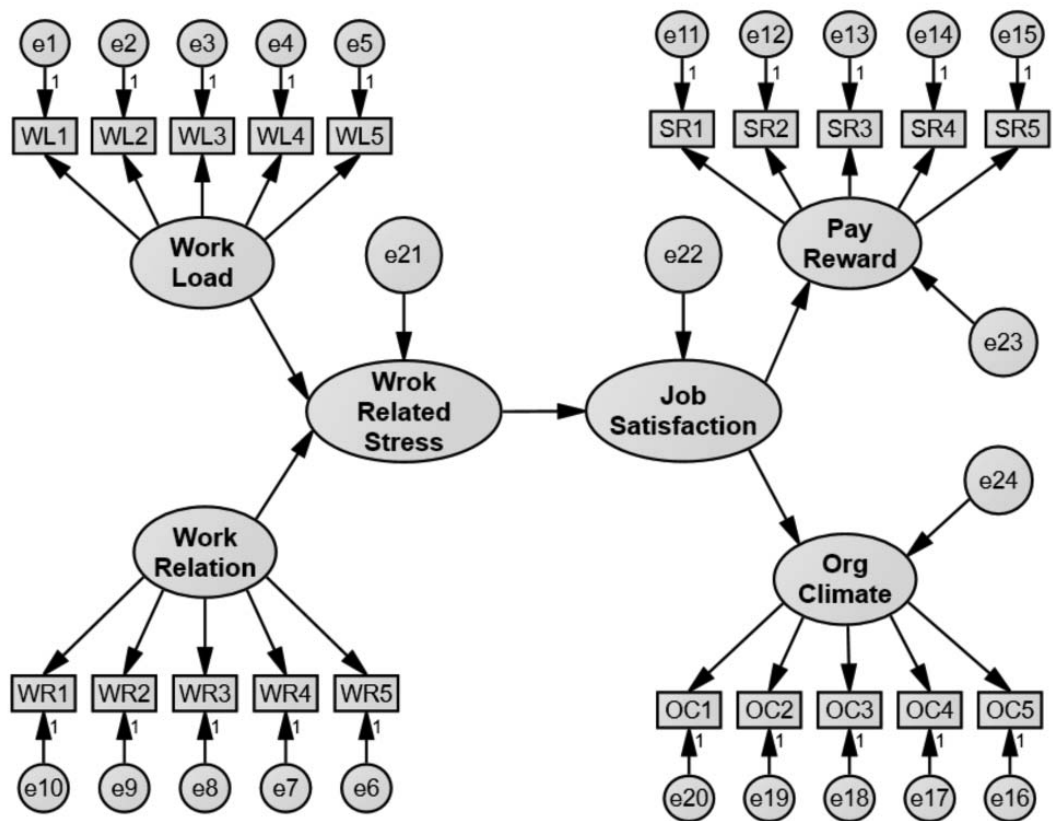 e1 e2 e3 e4 e5
1 1 1 1 1
WL1 WL2 WL3 WL4 WL5
Work
Load
e11 e12 e13 e14 e15
1 1 1 1 1
SR1 SR2 SR3 SR4 SR5
Pay
Reward
e21
e22
e23
Wrok
Related
Stress
Job
Satisfaction
e24
Work
Relation
Org
Climate
WR1 WR2 WR3 WR4 WR5
1 1 1 1 1
e10 e9 e8 e7 e6
OC1 OC2 OC3 OC4 OC5
1 1 1 1 1
e20 e19 e18 e17 e16